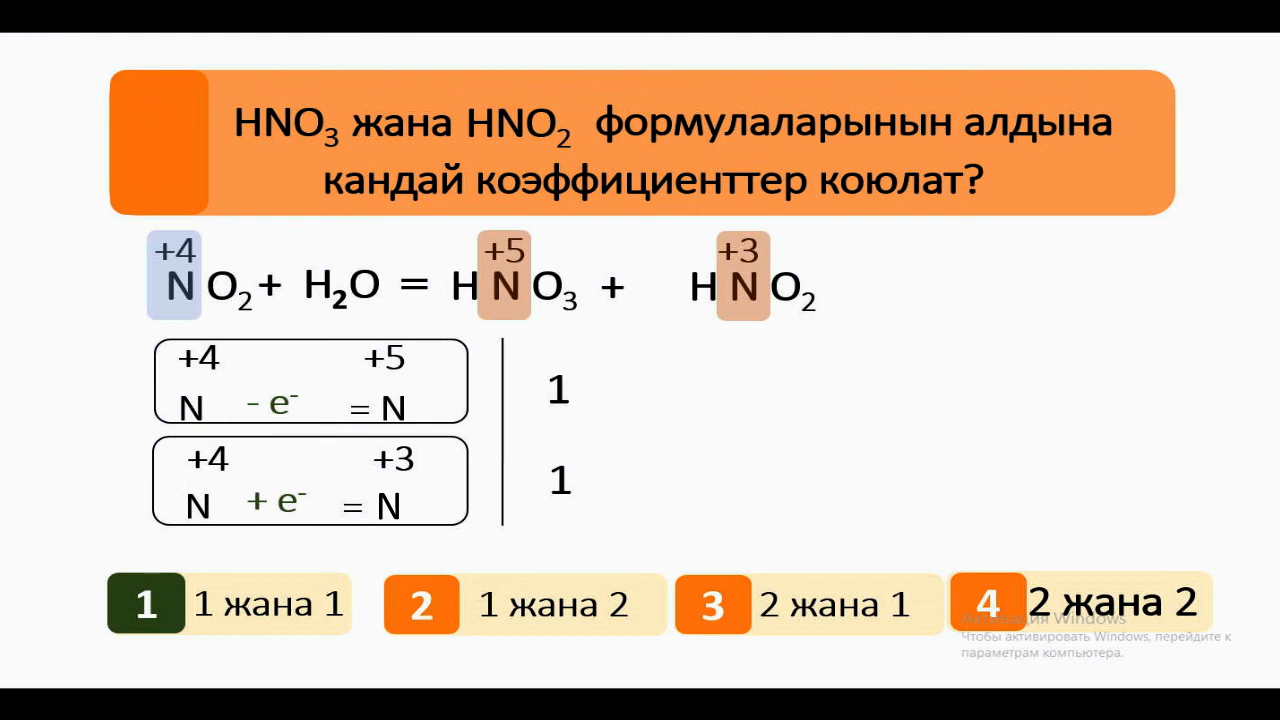 HNO₃ жана HNO₂ формулаларынын алдына
кандай коэффициенттер коюлат?
+4 +5 +3
NO₂ + H₂O = HNO₃ + HNO₂
+4 +5
N - e⁻ = N
1
+4 +3
N + e⁻ = N
1
1 1 жана 1
2 1 жана 2
3 2 жана 1
4 2 жана 2
Активация Windows
Чтобы активировать Windows, перейдите к
параметрам компьютера.